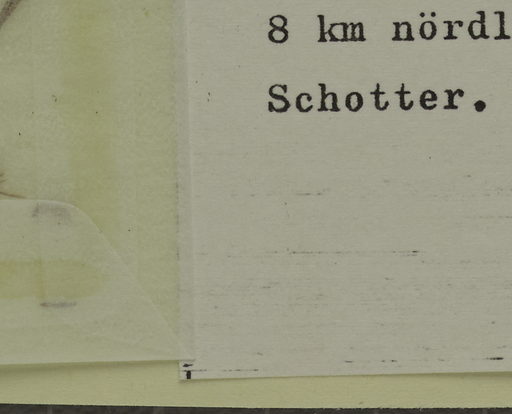 8 km nördl
Schotter.